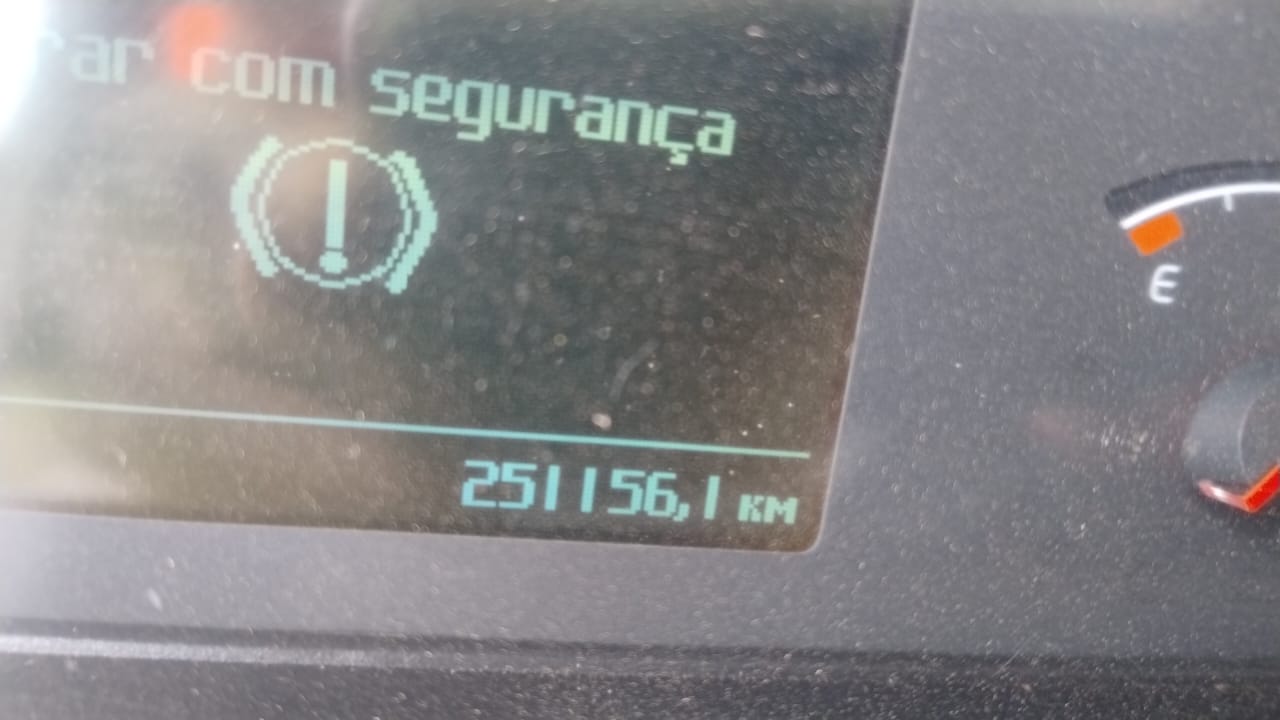 rar com segurança
E
251156,1 KM